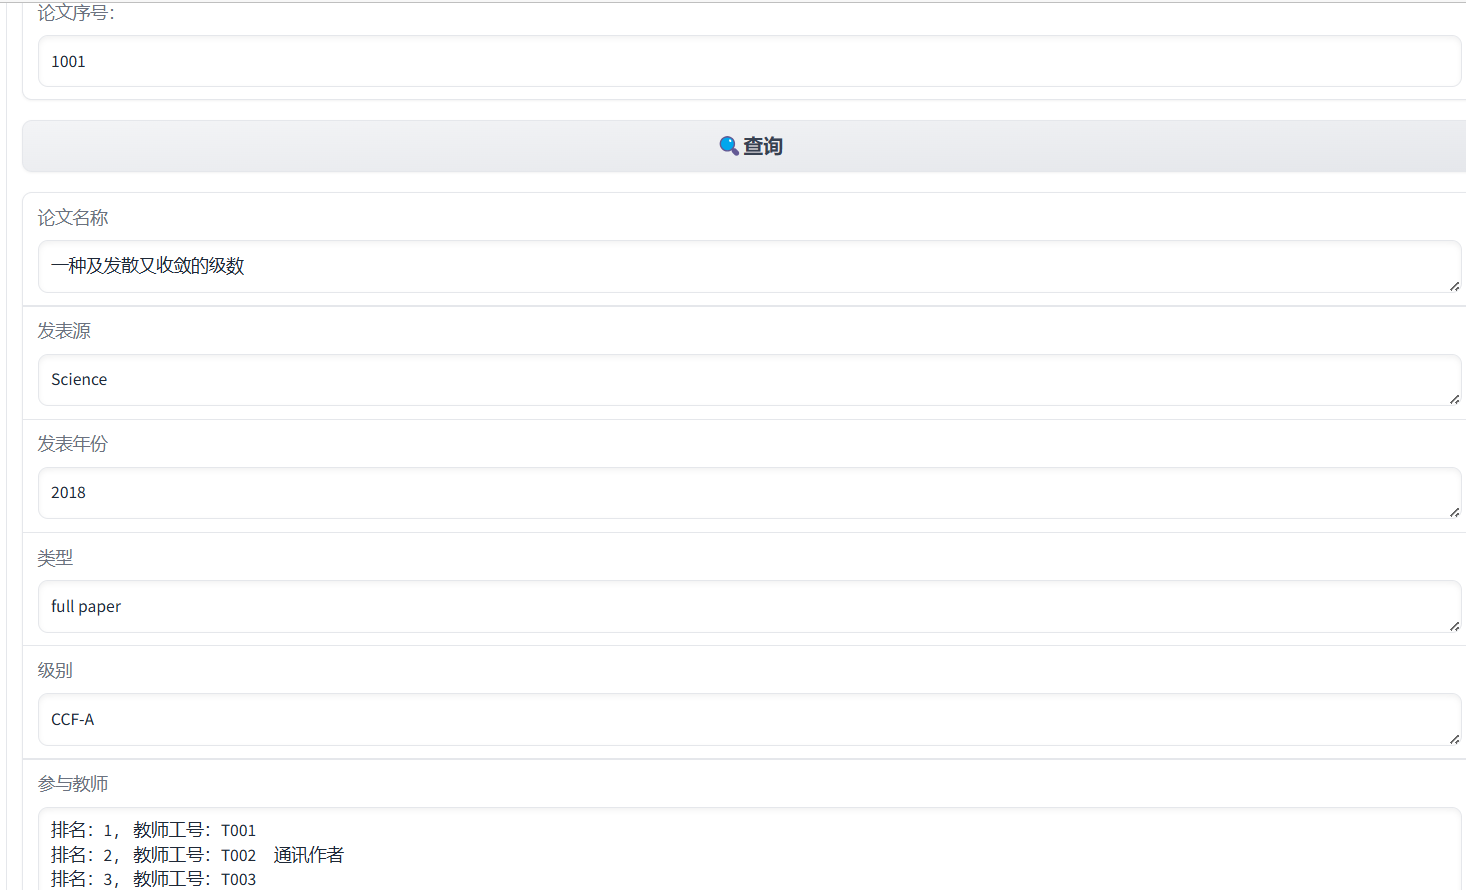 论文序号：
1001
查询
论文名称
一种及发散又收敛的级数
发表源
Science
发表年份
2018
类型
full paper
级别
CCF-A
参与教师
排名：1，教师工号：T001
排名：2，教师工号：T002 通讯作者
排名：3，教师工号：T003